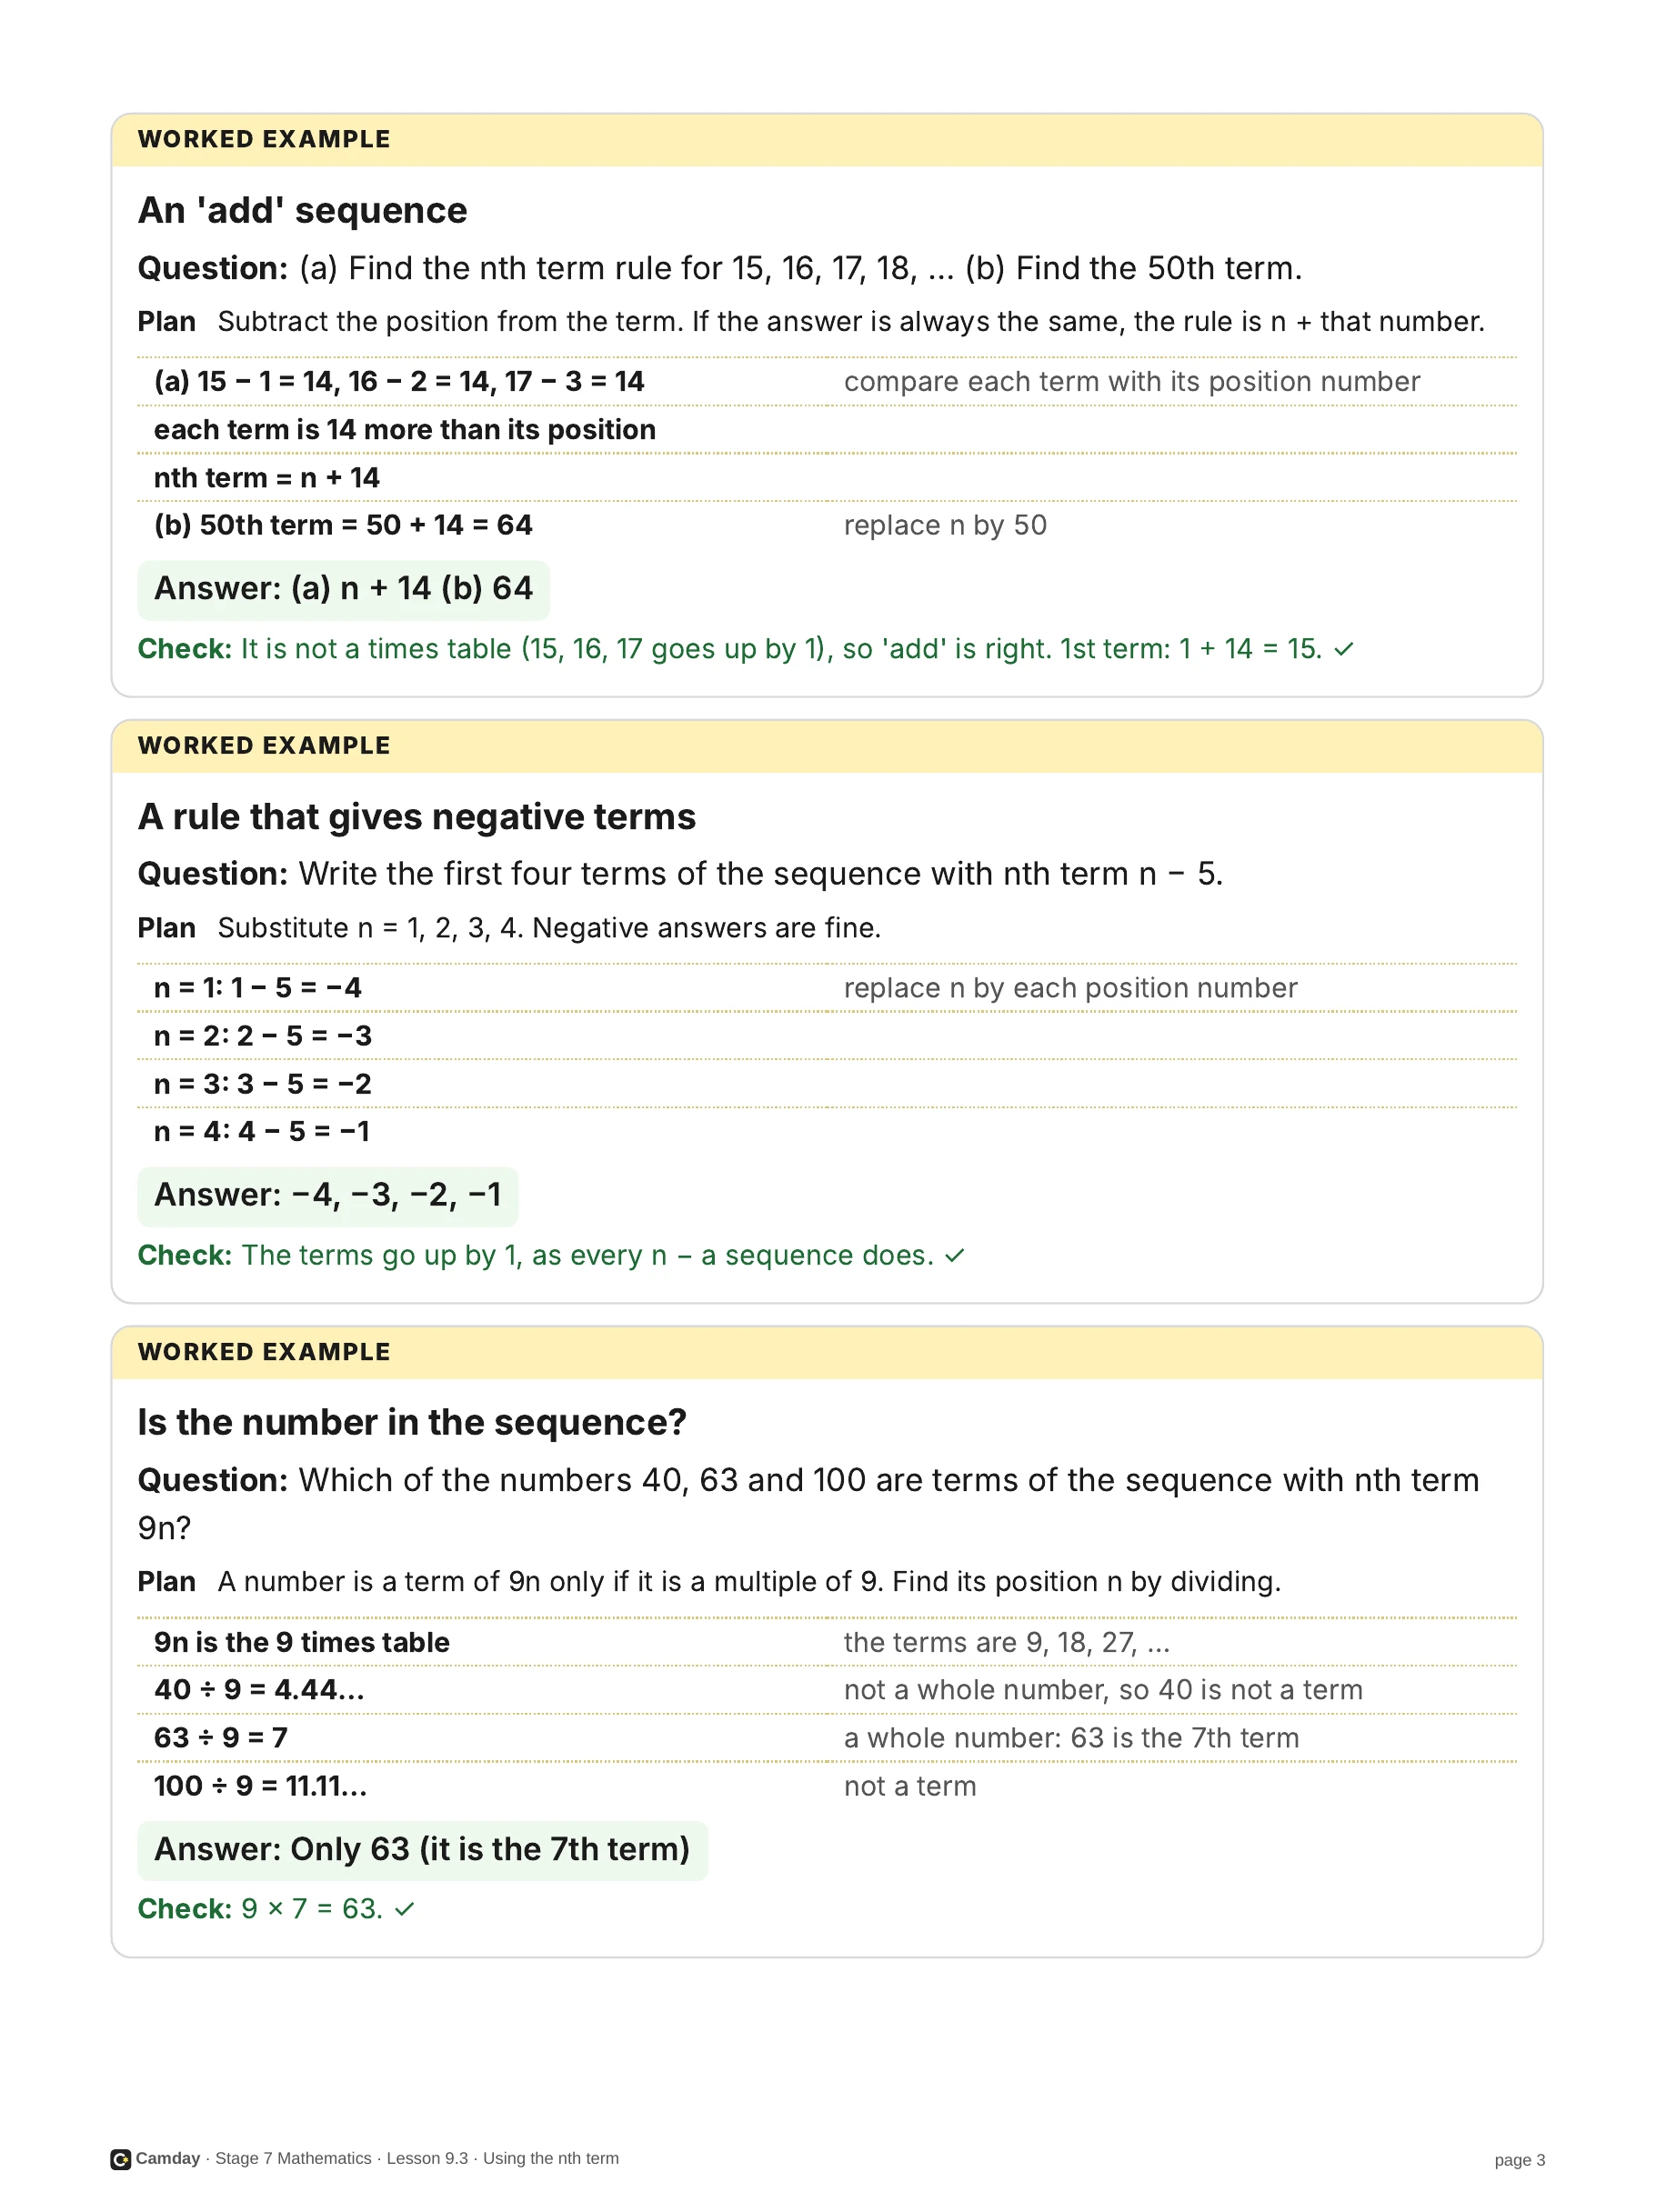 WORKED EXAMPLE
An 'add' sequence
Question: (a) Find the nth term rule for 15, 16, 17, 18, ... (b) Find the 50th term.
Plan Subtract the position from the term. If the answer is always the same, the rule is n + that number.
(a) 15 − 1 = 14, 16 − 2 = 14, 17 − 3 = 14 compare each term with its position number
each term is 14 more than its position
nth term = n + 14
(b) 50th term = 50 + 14 = 64 replace n by 50
Answer: (a) n + 14 (b) 64
Check: It is not a times table (15, 16, 17 goes up by 1), so 'add' is right. 1st term: 1 + 14 = 15. ✓
WORKED EXAMPLE
A rule that gives negative terms
Question: Write the first four terms of the sequence with nth term n − 5.
Plan Substitute n = 1, 2, 3, 4. Negative answers are fine.
n = 1: 1 − 5 = −4 replace n by each position number
n = 2: 2 − 5 = −3
n = 3: 3 − 5 = −2
n = 4: 4 − 5 = −1
Answer: −4, −3, −2, −1
Check: The terms go up by 1, as every n − a sequence does. ✓
WORKED EXAMPLE
Is the number in the sequence?
Question: Which of the numbers 40, 63 and 100 are terms of the sequence with nth term
9n?
Plan A number is a term of 9n only if it is a multiple of 9. Find its position n by dividing.
9n is the 9 times table the terms are 9, 18, 27, ...
40 ÷ 9 = 4.44... not a whole number, so 40 is not a term
63 ÷ 9 = 7 a whole number: 63 is the 7th term
100 ÷ 9 = 11.11... not a term
Answer: Only 63 (it is the 7th term)
Check: 9 × 7 = 63. ✓
Camday · Stage 7 Mathematics · Lesson 9.3 · Using the nth term page 3